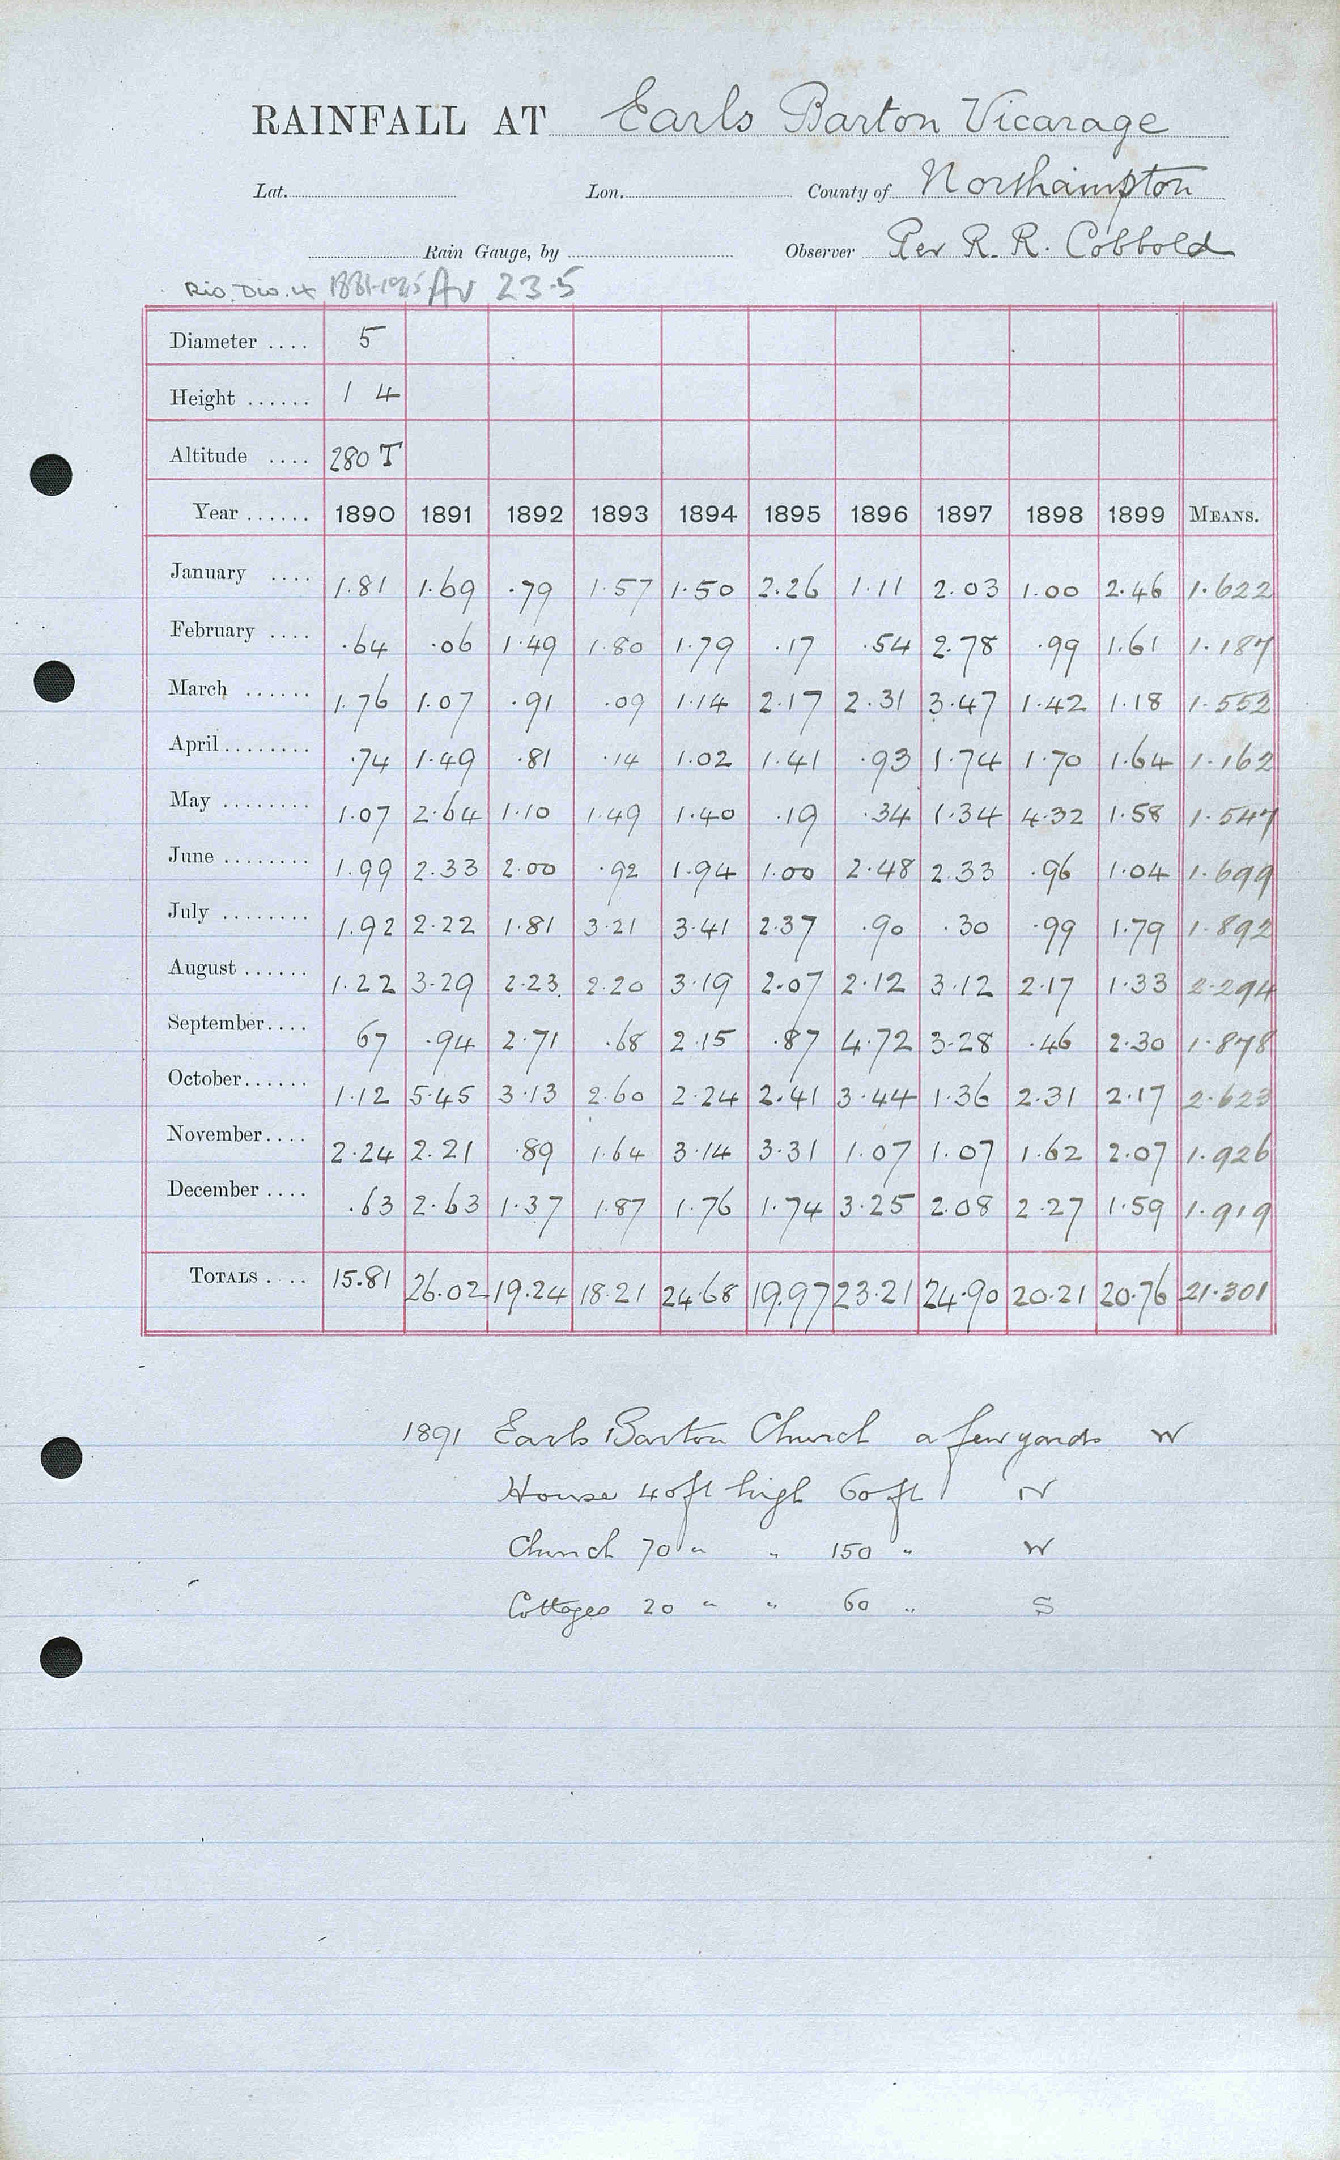 RAINFALL AT Earls Barton Vicarage
Lat. Lon. County of Northampton
Rain Gauge, by Observer Rev R. R. Cobbold
Riv. Div. 4 1881-1915 Av 23.5
Diameter .... 5
Height ...... 1 4
Altitude .... 280 T
Year ...... 1890 1891 1892 1893 1894 1895 1896 1897 1898 1899 MEANS.
January .... 1.81 1.69 .79 1.57 1.50 2.26 1.11 2.03 1.00 2.46 1.622
February .... .64 .06 1.49 1.80 1.79 .17 .54 2.78 .99 1.61 1.187
March ...... 1.76 1.07 .91 .09 1.14 2.17 2.31 3.47 1.42 1.18 1.552
April ........ .74 1.49 .81 .14 1.02 1.41 .93 1.74 1.70 1.64 1.162
May ........ 1.07 2.64 1.10 1.49 1.40 .19 .34 1.34 4.32 1.58 1.547
June ........ 1.99 2.33 2.00 .92 1.94 1.00 2.48 2.33 .96 1.04 1.699
July ........ 1.92 2.22 1.81 3.21 3.41 2.37 .90 .30 .99 1.79 1.892
August ...... 1.22 3.29 2.23 2.20 3.19 2.07 2.12 3.12 2.17 1.33 2.294
September .... 67 .94 2.71 .68 2.15 .87 4.72 3.28 .46 2.30 1.878
October ...... 1.12 5.45 3.13 2.60 2.24 2.41 3.44 1.36 2.31 2.17 2.623
November .... 2.24 2.21 .89 1.64 3.14 3.31 1.07 1.07 1.62 2.07 1.926
December .... .63 2.63 1.37 1.87 1.76 1.74 3.25 2.08 2.27 1.59 1.919
TOTALS .... 15.81 26.02 19.24 18.21 24.68 19.97 23.21 24.90 20.21 20.76 21.301
1891 Earls Barton Church a few yards W
House 40ft high 60 ft N
Church 70 " " 150 " W
Cottages 20 " " 60 " S